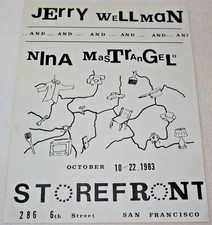 JERRY WELLMAN
... AND ... AND ... AND ... AND ... AND ... AND
NINA MASTRANGELO
OCTOBER 10-22.1983
STOREFRONT
286 6th Street SAN FRANCISCO